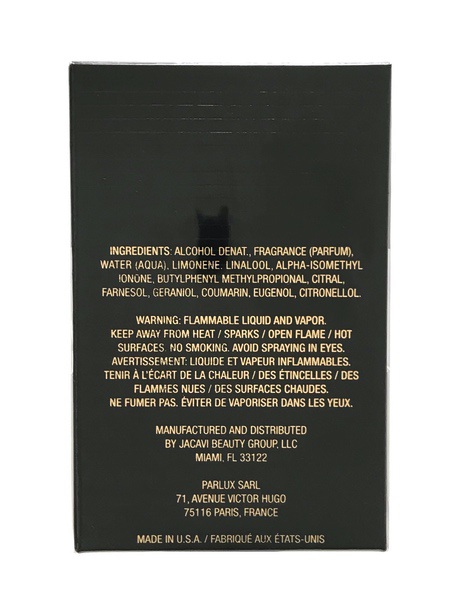 INGREDIENTS: ALCOHOL DENAT., FRAGRANCE (PARFUM),
WATER (AQUA), LIMONENE, LINALOOL, ALPHA-ISOMETHYL
IONONE, BUTYLPHENYL METHYLPROPIONAL, CITRAL,
FARNESOL, GERANIOL, COUMARIN, EUGENOL, CITRONELLOL.
WARNING: FLAMMABLE LIQUID AND VAPOR.
KEEP AWAY FROM HEAT / SPARKS / OPEN FLAME / HOT
SURFACES. NO SMOKING. AVOID SPRAYING IN EYES.
AVERTISSEMENT: LIQUIDE ET VAPEUR INFLAMMABLES.
TENIR À L'ÉCART DE LA CHALEUR / DES ÉTINCELLES / DES
FLAMMES NUES / DES SURFACES CHAUDES.
NE FUMER PAS. ÉVITER DE VAPORISER DANS LES YEUX.
MANUFACTURED AND DISTRIBUTED
BY JACAVI BEAUTY GROUP, LLC
MIAMI, FL 33122
PARLUX SARL
71, AVENUE VICTOR HUGO
75116 PARIS, FRANCE
MADE IN U.S.A. / FABRIQUÉ AUX ÉTATS-UNIS